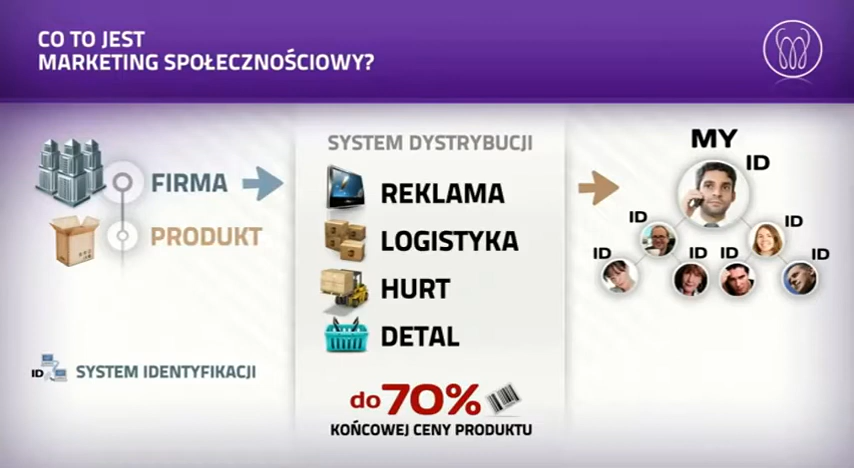 CO TO JEST
MARKETING SPOŁECZNOŚCIOWY?
FIRMA
PRODUKT
ID SYSTEM IDENTYFIKACJI
SYSTEM DYSTRYBUCJI
REKLAMA
LOGISTYKA
HURT
DETAL
do 70%
KOŃCOWEJ CENY PRODUKTU
MY
ID
ID
ID
ID
ID
ID
ID